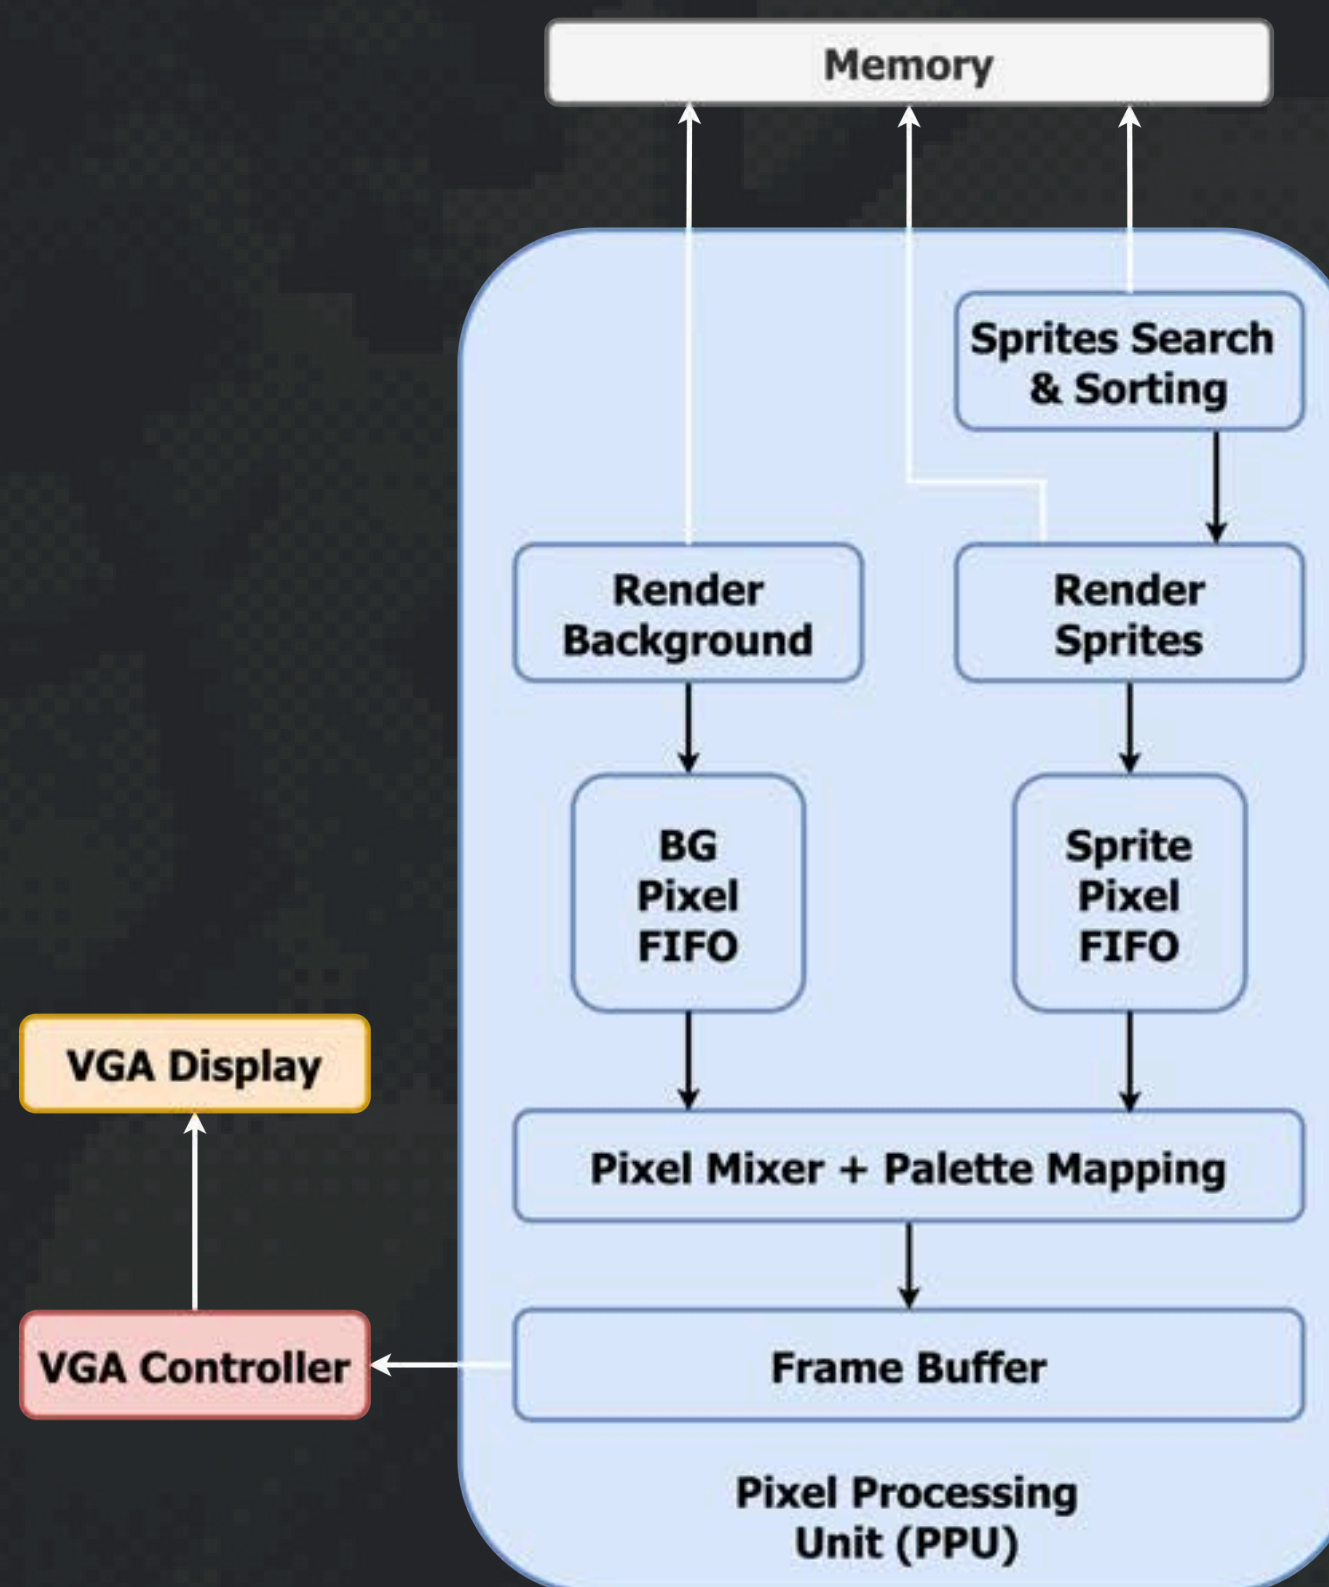 Memory
Sprites Search
& Sorting
Render
Background
Render
Sprites
BG
Pixel
FIFO
Sprite
Pixel
FIFO
VGA Display
Pixel Mixer + Palette Mapping
VGA Controller
Frame Buffer
Pixel Processing
Unit (PPU)